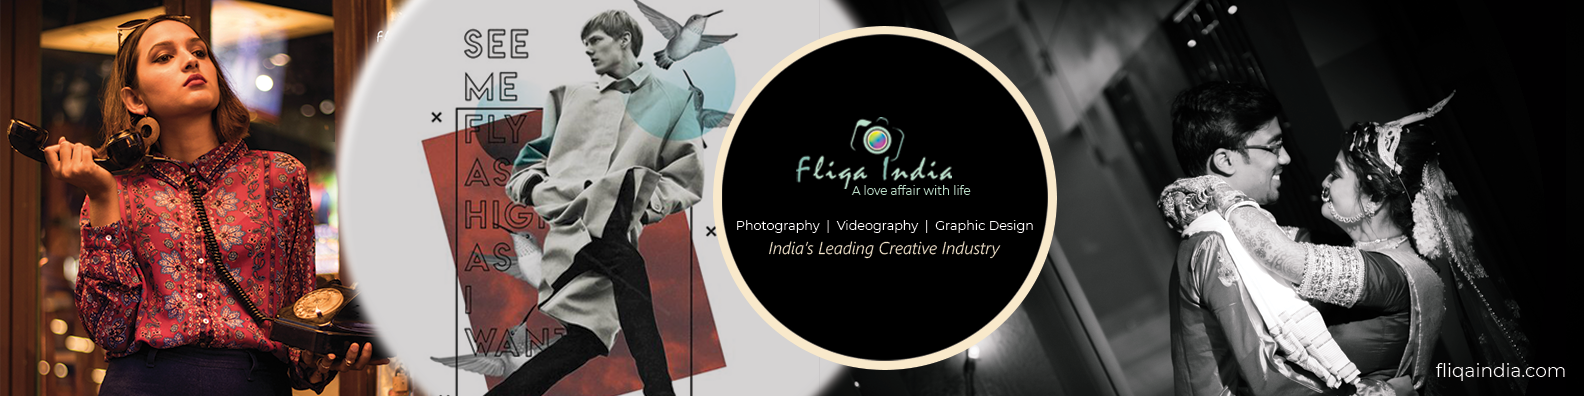 SEE
ME
FLY
AS
HIGH
AS
I
WANT
Fliqa India
A love affair with life
Photography | Videography | Graphic Design
India's Leading Creative Industry
fliqaindia.com